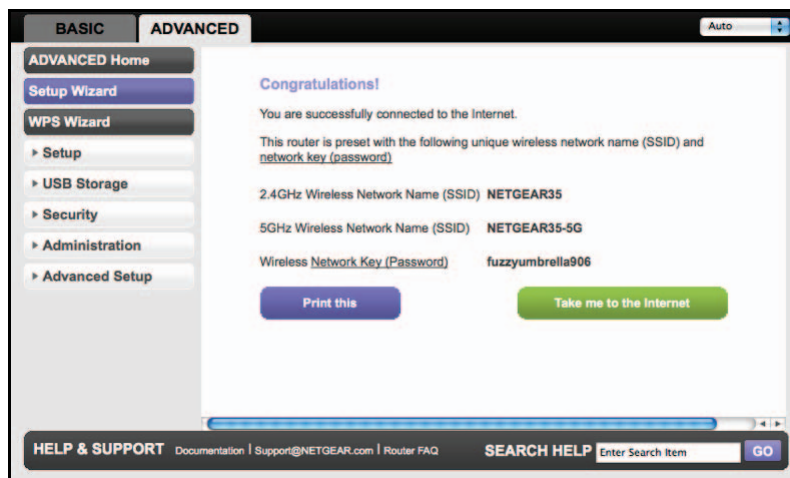 BASIC
ADVANCED
Auto
ADVANCED Home
Setup Wizard
WPS Wizard
Setup
USB Storage
Security
Administration
Advanced Setup
Congratulations!
You are successfully connected to the Internet.
This router is preset with the following unique wireless network name (SSID) and
network key (password)
2.4GHz Wireless Network Name (SSID) NETGEAR35
5GHz Wireless Network Name (SSID) NETGEAR35-5G
Wireless Network Key (Password) fuzzyumbrella906
Print this
Take me to the Internet
HELP & SUPPORT Documentation | Support@NETGEAR.com | Router FAQ
SEARCH HELP Enter Search Item GO